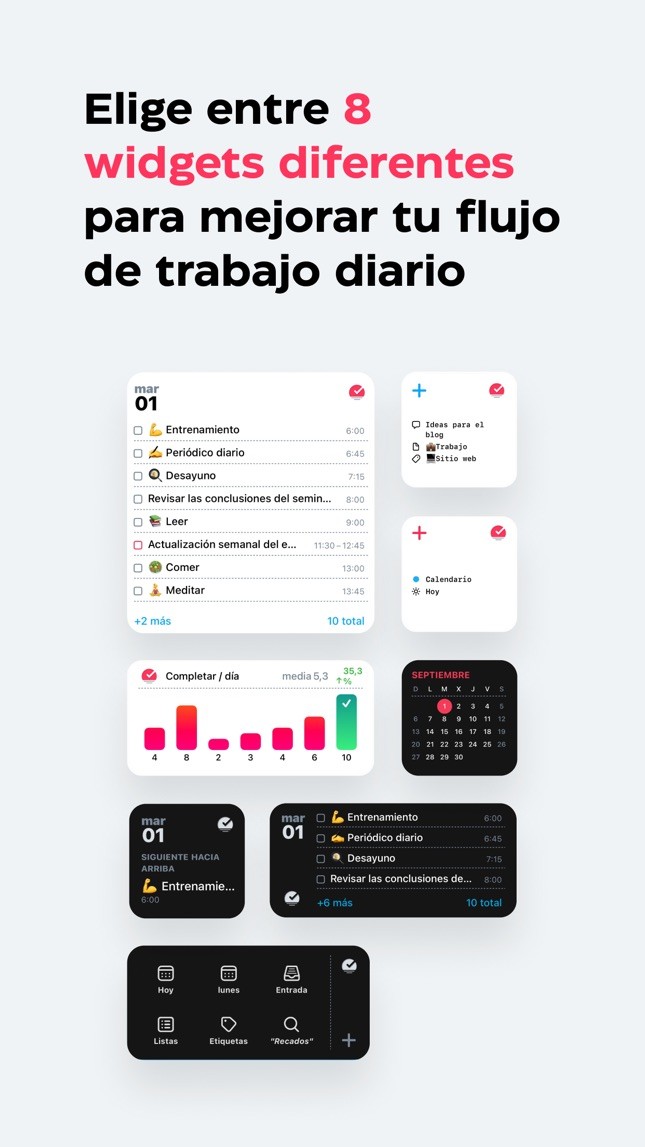 Elige entre 8
widgets diferentes
para mejorar tu flujo
de trabajo diario
mar
01
Entrenamiento 6:00
Periódico diario 6:45
Desayuno 7:15
Revisar las conclusiones del semin... 8:00
Leer 9:00
Actualización semanal del e... 11:30–12:45
Comer 13:00
Meditar 13:45
+2 más 10 total
Ideas para el
blog
Trabajo
Sitio web
Calendario
Hoy
Completar / día media 5,3 35,3
↑%
4 8 2 3 4 6 10
SEPTIEMBRE
D L M X J V S
1 2 3 4 5
6 7 8 9 10 11 12
13 14 15 16 17 18 19
20 21 22 23 24 25 26
27 28 29 30
mar
01
SIGUIENTE HACIA
ARRIBA
Entrenamie...
6:00
mar
01
Entrenamiento 6:00
Periódico diario 6:45
Desayuno 7:15
Revisar las conclusiones de... 8:00
+6 más 10 total
Hoy lunes Entrada
Listas Etiquetas "Recados"